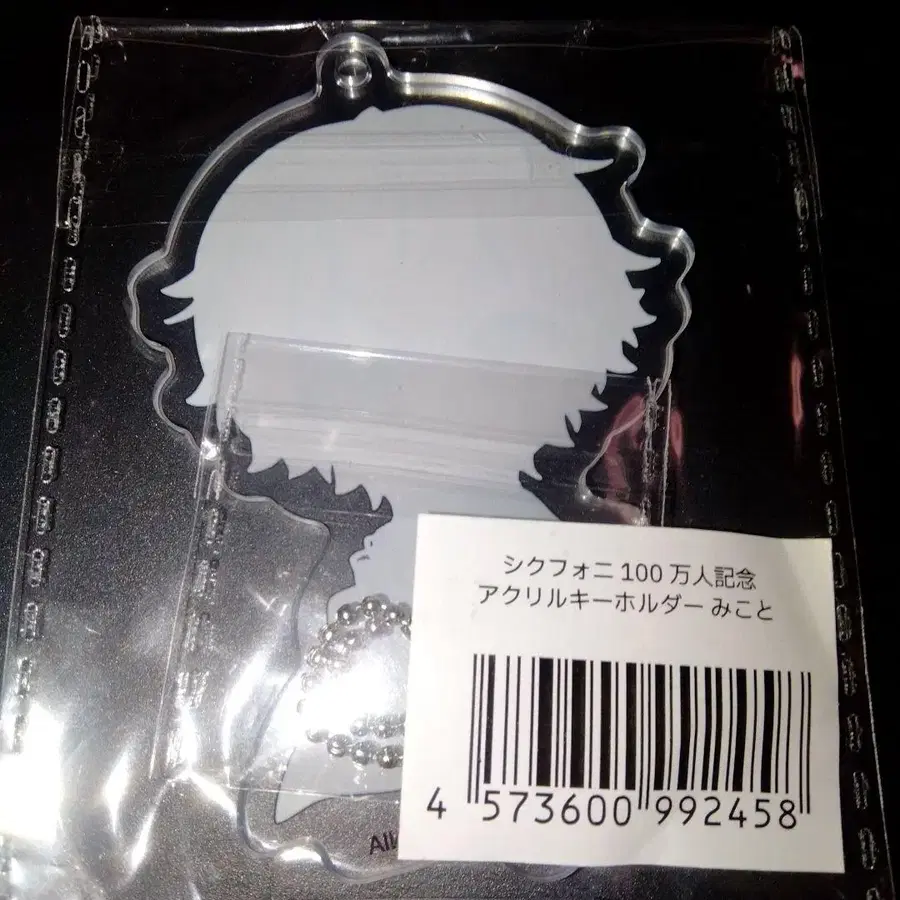 シクフォニ 100 万人記念
アクリルキーホルダー みこと
4 573600 992458